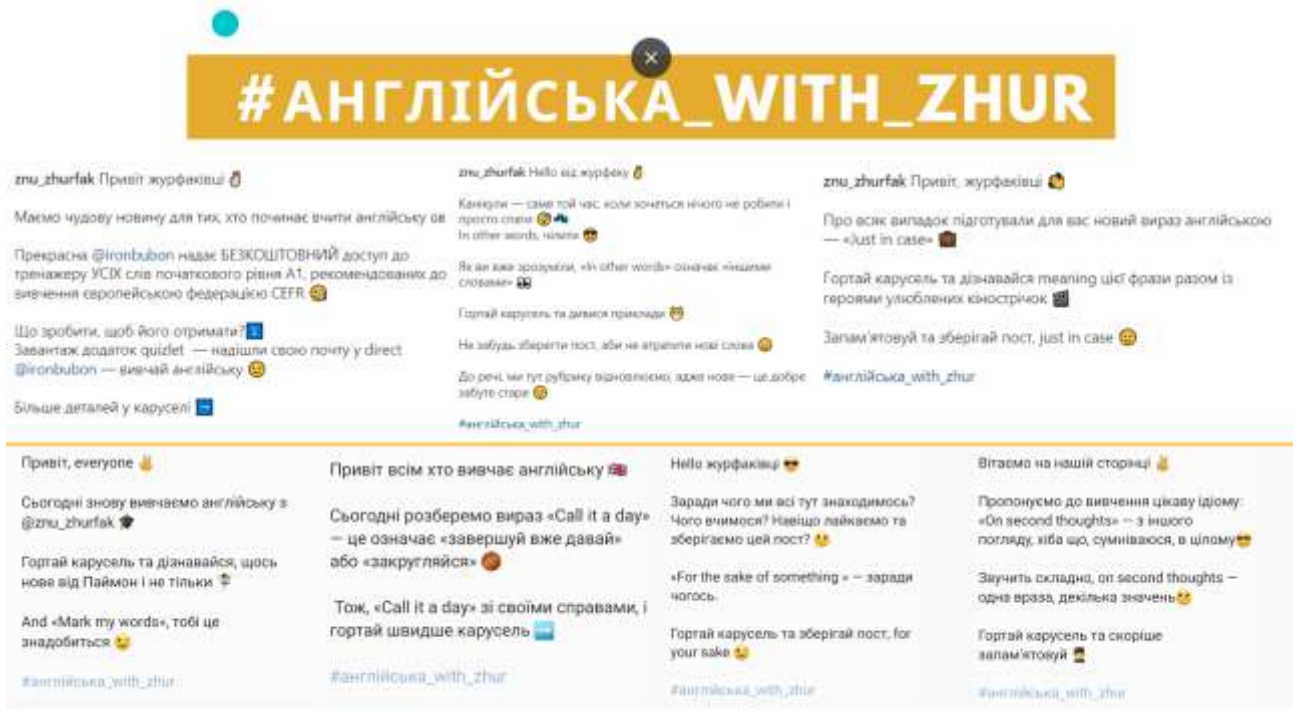 #АНГЛІЙСЬКА_WITH_ZHUR
znu_zhurfak Привіт журфаківці
Маємо чудову новину для тих, хто починає вчити англійську
Прекрасна @ironbubon надає БЕЗКОШТОВНИЙ доступ до
тренажеру УСІХ слів початкового рівня А1, рекомендованих до
вивчення європейською федерацією CEFR
Що зробити, щоб його отримати?
Завантаж додаток quizlet — надішли свою почту у direct
@ironbubon — вивчай англійську
Більше деталей у каруселі
znu_zhurfak Hello від журфаку
Канікули — саме той час, коли хочеться нічого не робити і
просто спати
In other words, чілити
Як ви вже зрозуміли, «In other words» означає «іншими
словами»
Гортай карусель та дивися приклади
Не забудь зберегти пост, аби не втратити нові слова
До речі, ми тут рубрику відновлюємо, адже нове — це добре
забуте старе
#англійська_with_zhur
znu_zhurfak Привіт, журфаківці
Про всяк випадок підготували для вас новий вираз англійською
— «Just in case»
Гортай карусель та дізнавайся meaning цієї фрази разом із
героями улюблених кінострічок
Запам'ятовуй та зберігай пост, just in case
#англійська_with_zhur
Привіт, everyone
Сьогодні знову вивчаємо англійську з
@znu_zhurfak
Гортай карусель та дізнавайся, щось
нове від Паймон і не тільки
And «Mark my words», тобі це
знадобиться
#англійська_with_zhur
Привіт всім хто вивчає англійську
Сьогодні розберемо вираз «Call it a day»
— це означає «завершуй вже давай»
або «закругляйся»
Тож, «Call it a day» зі своїми справами, і
гортай швидше карусель
#англійська_with_zhur
Hello журфаківці
Заради чого ми всі тут знаходимось?
Чого вчимося? Навіщо лайкаємо та
зберігаємо цей пост?
«For the sake of something » — заради
чогось.
Гортай карусель та зберігай пост, for
your sake
#англійська_with_zhur
Вітаємо на нашій сторінці
Пропонуємо до вивчення цікаву ідіому:
«On second thoughts» — з іншого
погляду, хіба що, сумніваюся, в цілому
Звучить складно, on second thoughts —
одна фраза, декілька значень
Гортай карусель та скоріше
запам'ятовуй
#англійська_with_zhur